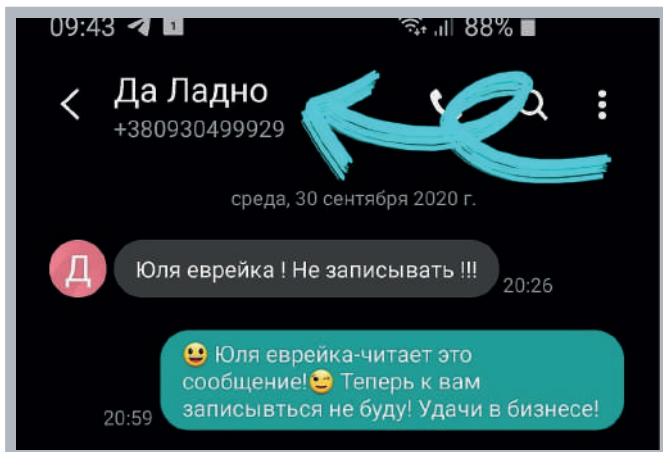 09:43 1 88%
Да Ладно
+380930499929
среда, 30 сентября 2020 г.
Д
Юля еврейка ! Не записывать !!!
20:26
😃 Юля еврейка-читает это
сообщение!😉 Теперь к вам
записывться не буду! Удачи в бизнесе!
20:59